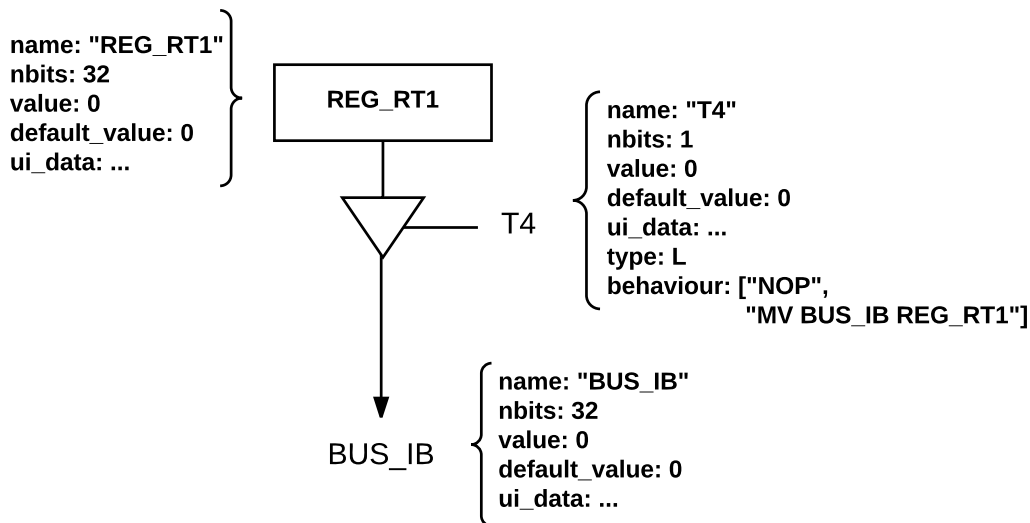 name: "REG_RT1"
nbits: 32
value: 0
default_value: 0
ui_data: ...
REG_RT1
T4
name: "T4"
nbits: 1
value: 0
default_value: 0
ui_data: ...
type: L
behaviour: ["NOP",
"MV BUS_IB REG_RT1"]
BUS_IB
name: "BUS_IB"
nbits: 32
value: 0
default_value: 0
ui_data: ...